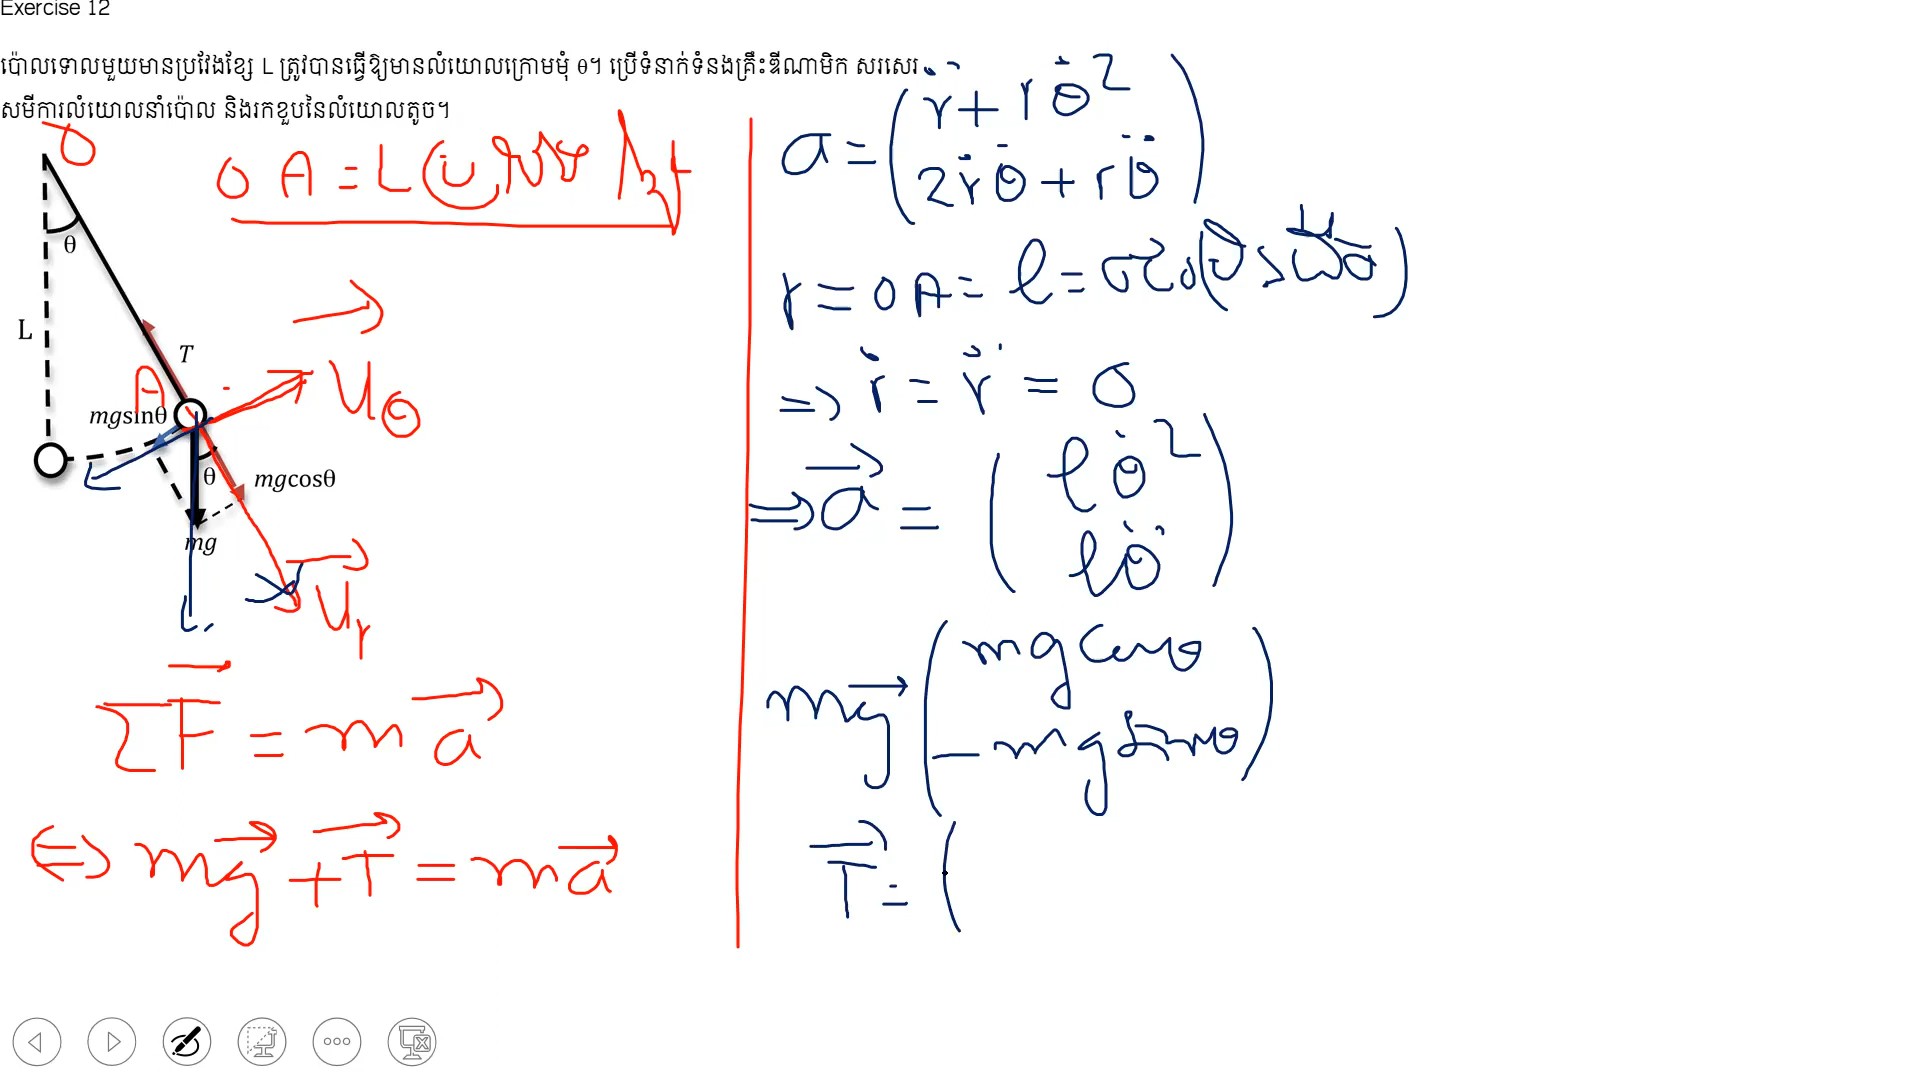 Exercise 12
ប៉ោលទោលមួយមានប្រវែងខ្សែ L ត្រូវបានធ្វើឱ្យមានលំយោលក្រោមមុំ θ។ ប្រើទំនាក់ទំនងគ្រឹះឌីណាមិក សរសេរ
សមីការលំយោលនាំប៉ោល និងរកខួបនៃលំយោលតូច។
O
O A = L
θ
L
T
A
mgsinθ
θ
mgcosθ
mg
U⃗θ
U⃗r
ΣF⃗ = m a⃗
⇔ mg⃗ + T⃗ = ma⃗
a = (r̈ + rθ̇²
2ṙθ̇ + rθ̈)
r = OA = l =
⇒ ṙ = r̈ = 0
⇒ a⃗ = (lθ̇²
lθ̈)
mg⃗ (mg cosθ
- mg sinθ)
T⃗ = (